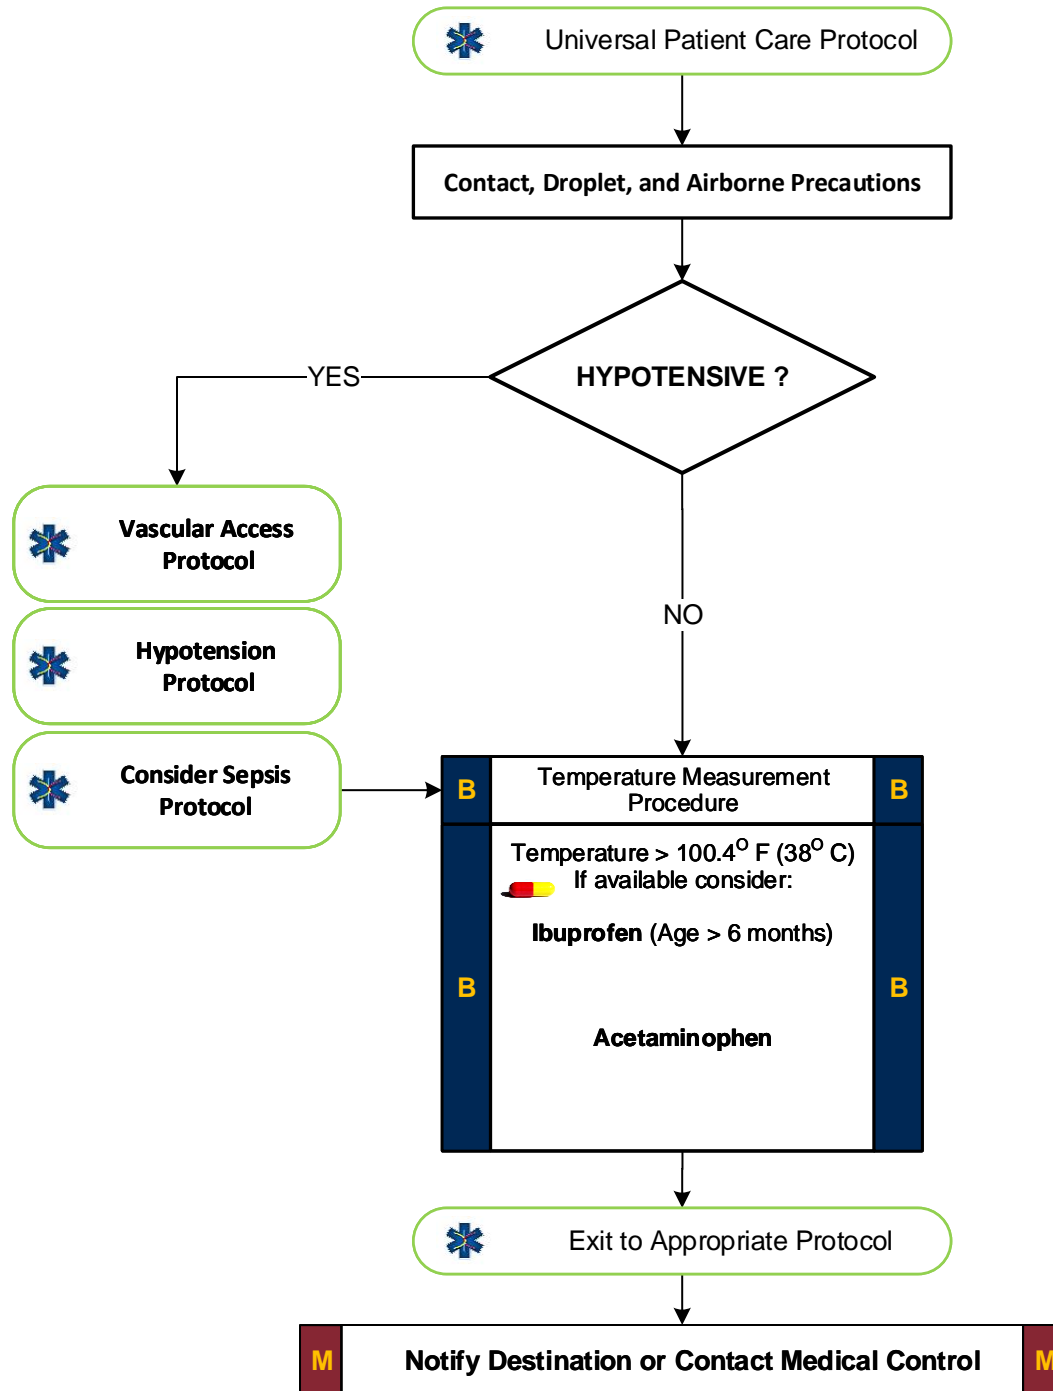 Universal Patient Care Protocol
Contact, Droplet, and Airborne Precautions
HYPOTENSIVE ?
YES
NO
Vascular Access
Protocol
Hypotension
Protocol
Consider Sepsis
Protocol
B
Temperature Measurement
Procedure
B
Temperature > 100.4° F (38° C)
If available consider:
Ibuprofen (Age > 6 months)
B
B
Acetaminophen
Exit to Appropriate Protocol
M
Notify Destination or Contact Medical Control
M